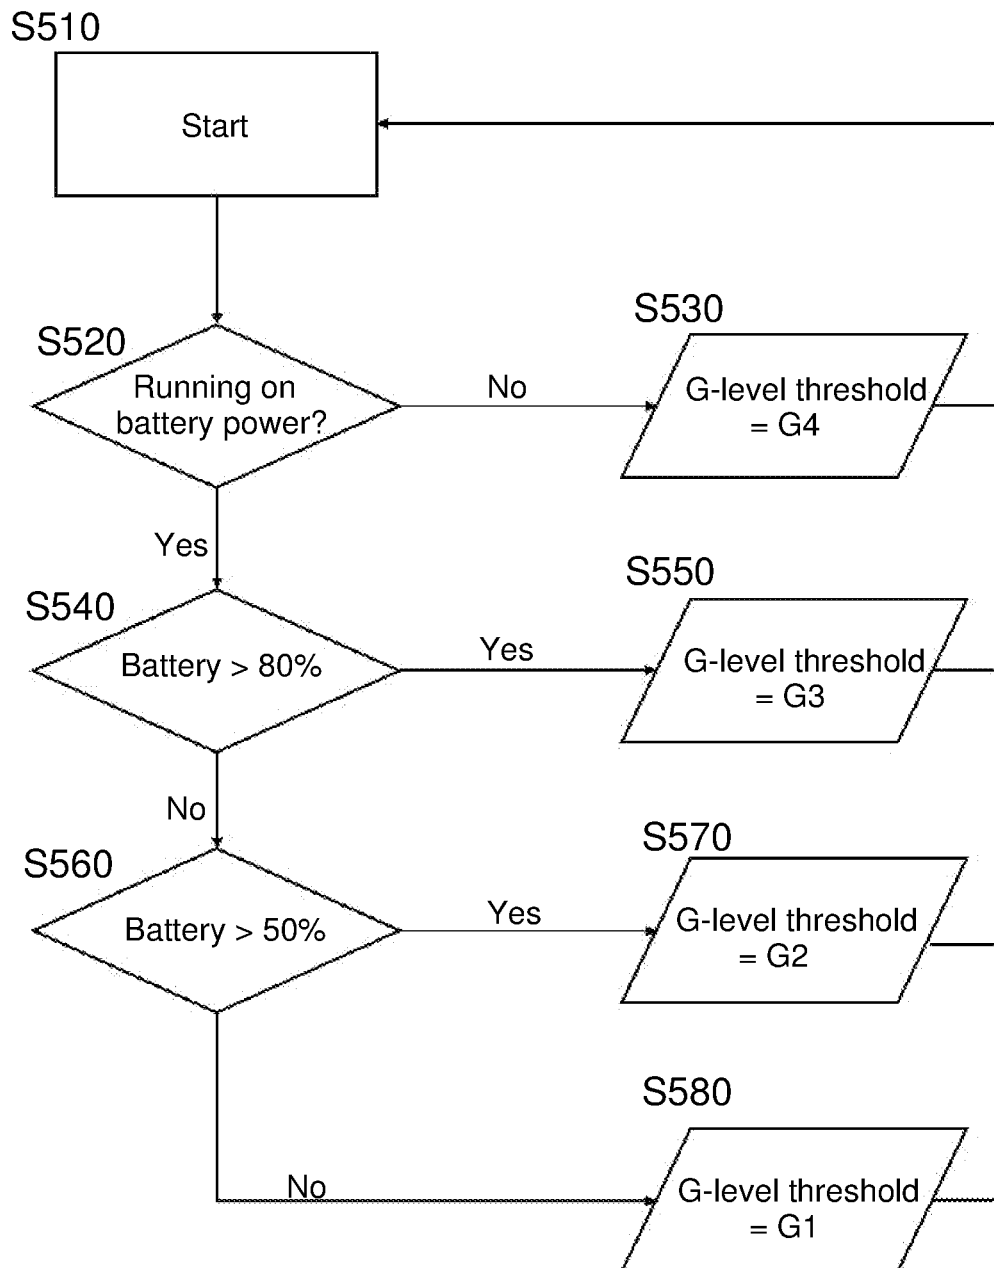 S510
Start
S520
Running on
battery power?
No
S530
G-level threshold
= G4
Yes
S540
Battery > 80%
Yes
S550
G-level threshold
= G3
No
S560
Battery > 50%
Yes
S570
G-level threshold
= G2
No
S580
G-level threshold
= G1